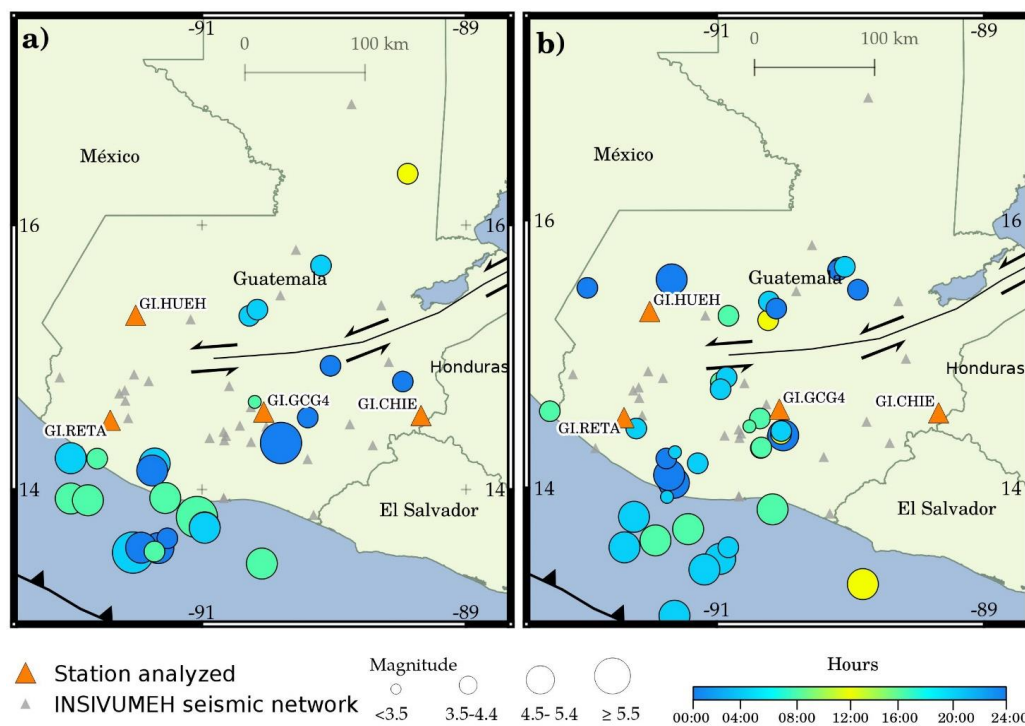 a)
-91
-89
0
100 km
México
16
16
Guatemala
GI.HUEH
Honduras
GI.GCG4
GI.CHIE
GI.RETA
14
El Salvador
-91
-89
b)
-91
-89
0
100 km
México
16
16
Guatemala
GI.HUEH
Honduras
GI.GCG4
GI.CHIE
GI.RETA
14
14
El Salvador
-91
-89
Station analyzed
INSIVUMEH seismic network
Magnitude
<3.5
3.5-4.4
4.5- 5.4
≥ 5.5
Hours
00:00 04:00 08:00 12:00 16:00 20:00 24:00